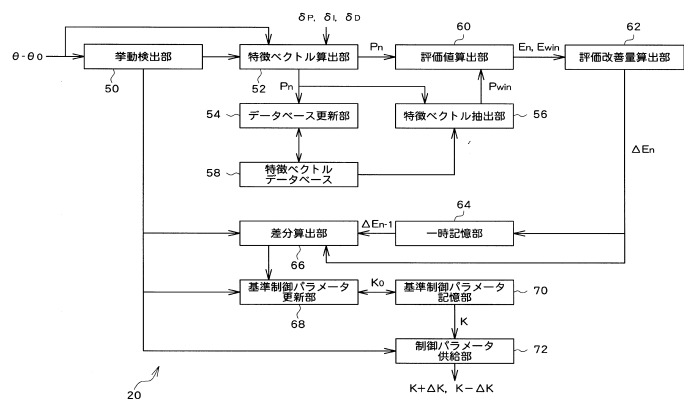 δP, δI, δD
60
62
θ-θ0
挙動検出部
特徴ベクトル算出部
Pn
評価値算出部
En, Ewin
評価改善量算出部
50
52
Pn
Pwin
54
データベース更新部
特徴ベクトル抽出部
56
58
特徴ベクトル
データベース
ΔEn
64
差分算出部
ΔEn-1
一時記憶部
66
基準制御パラメータ
更新部
K0
基準制御パラメータ
記憶部
70
68
K
制御パラメータ
供給部
72
20
K+ΔK, K-ΔK